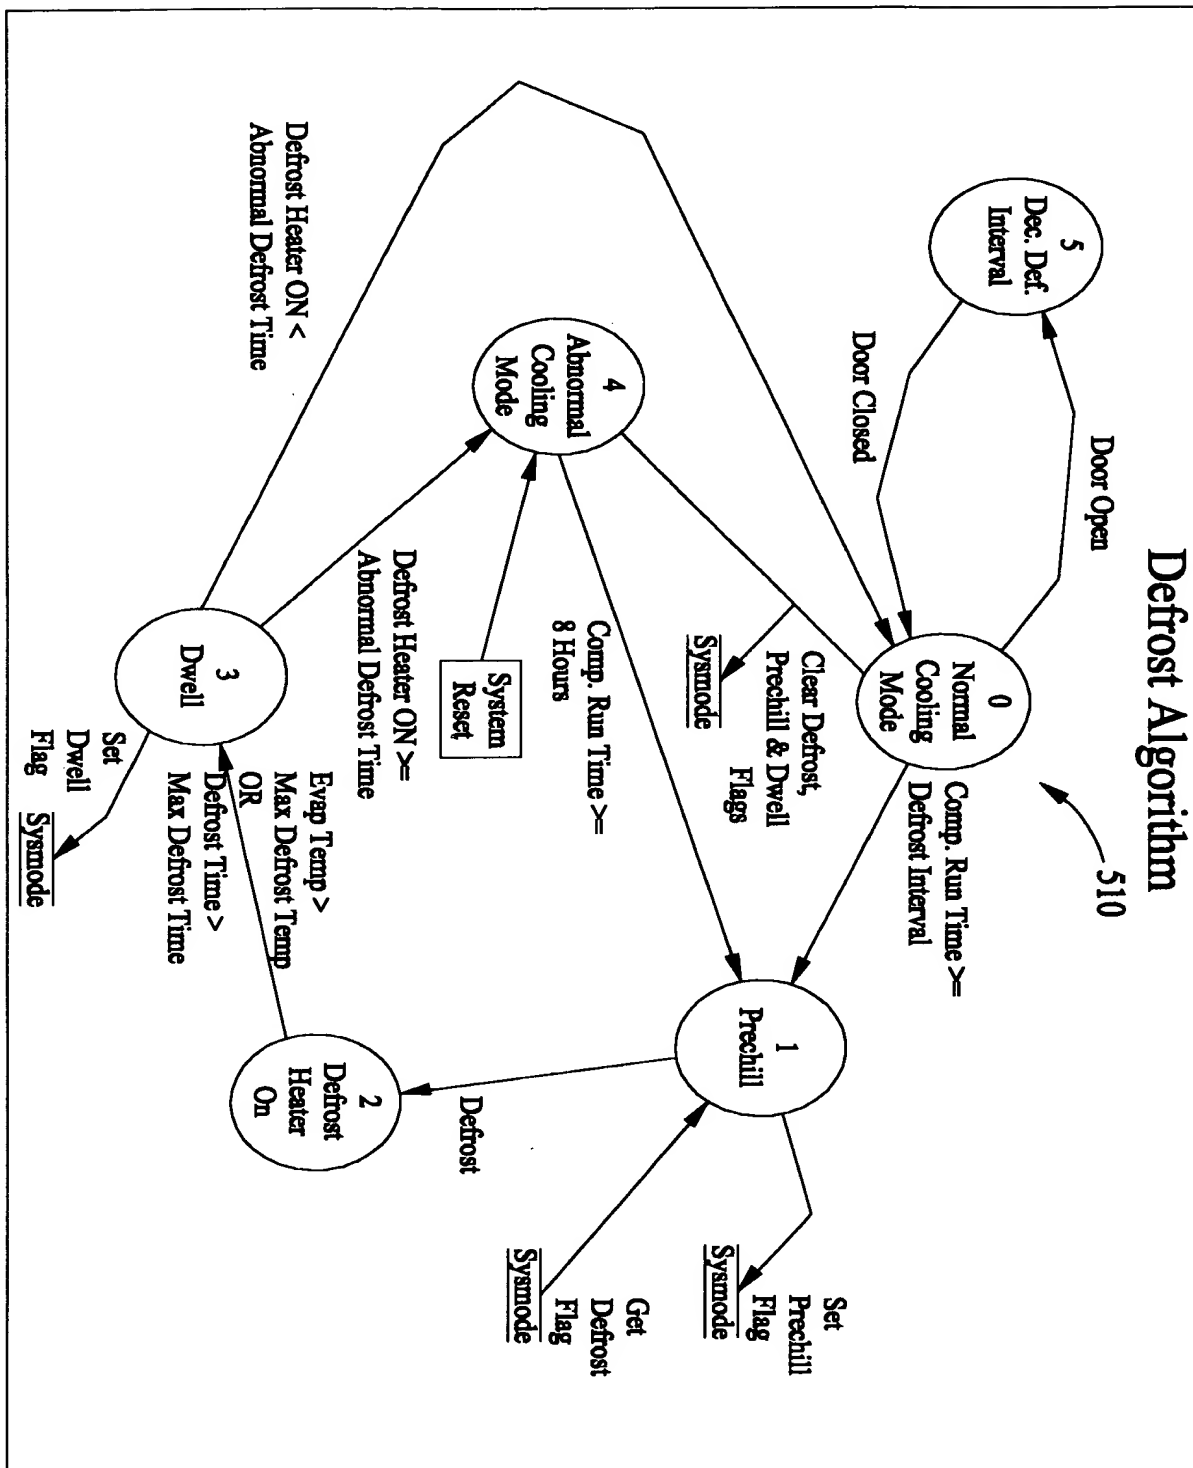 Defrost Algorithm
510
Door Open
Door Closed
5
Dec. Def.
Interval
0
Normal
Cooling
Mode
Comp. Run Time >=
Defrost Interval
1
Prechill
Set
Prechill
Flag
Sysmode
Get
Defrost
Flag
Sysmode
Clear Defrost,
Prechill & Dwell
Flags
Sysmode
4
Abnormal
Cooling
Mode
Comp. Run Time >=
8 Hours
System
Reset
Defrost Heater ON >=
Abnormal Defrost Time
Defrost
2
Defrost
Heater
On
Defrost Heater ON <
Abnormal Defrost Time
3
Dwell
Evap Temp >
Max Defrost Temp
OR
Defrost Time >
Max Defrost Time
Set
Dwell
Flag
Sysmode